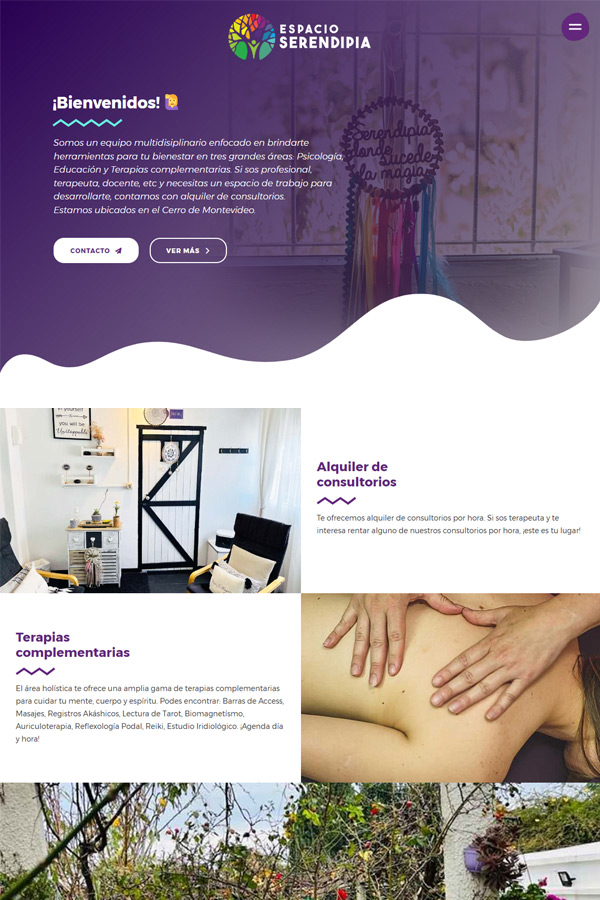 ESPACIO
SERENDIPIA
¡Bienvenidos! 🙋
Serendipia
donde
sucede
la magia
Somos un equipo multidisiplinario enfocado en brindarte
herramientas para tu bienestar en tres grandes áreas: Psicología,
Educación y Terapias complementarias. Si sos profesional,
terapeuta, docente, etc y necesitas un espacio de trabajo para
desarrollarte, contamos con alquiler de consultorios.
Estamos ubicados en el Cerro de Montevideo.
CONTACTO
VER MÁS
in yourself
you will be
Unstoppable
Alquiler de
consultorios
Te ofrecemos alquiler de consultorios por hora. Si sos terapeuta y te
interesa rentar alguno de nuestros consultorios por hora, ¡este es tu lugar!
Terapias
complementarias
El área holística te ofrece una amplia gama de terapias complementarias
para cuidar tu mente, cuerpo y espíritu. Podes encontrar: Barras de Access,
Masajes, Registros Akáshicos, Lectura de Tarot, Biomagnetismo,
Auriculoterapia, Reflexología Podal, Reiki, Estudio Iridiológico. ¡Agenda día
y hora!